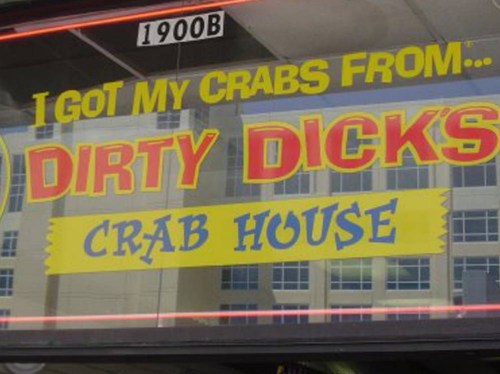 1900B
I GOT MY CRABS FROM...
DIRTY DICK'S
CRAB HOUSE